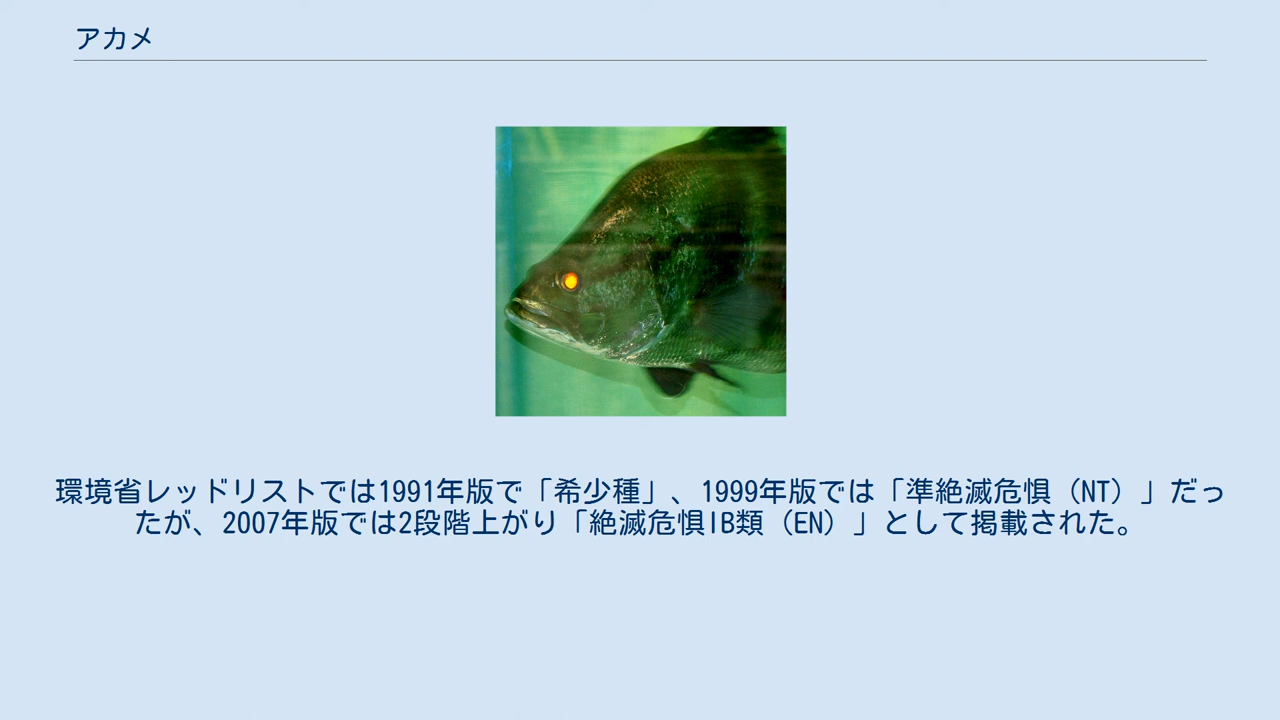 アカメ
環境省レッドリストでは1991年版で「希少種」、1999年版では「準絶滅危惧（NT）」だっ
たが、2007年版では2段階上がり「絶滅危惧IB類（EN）」として掲載された。